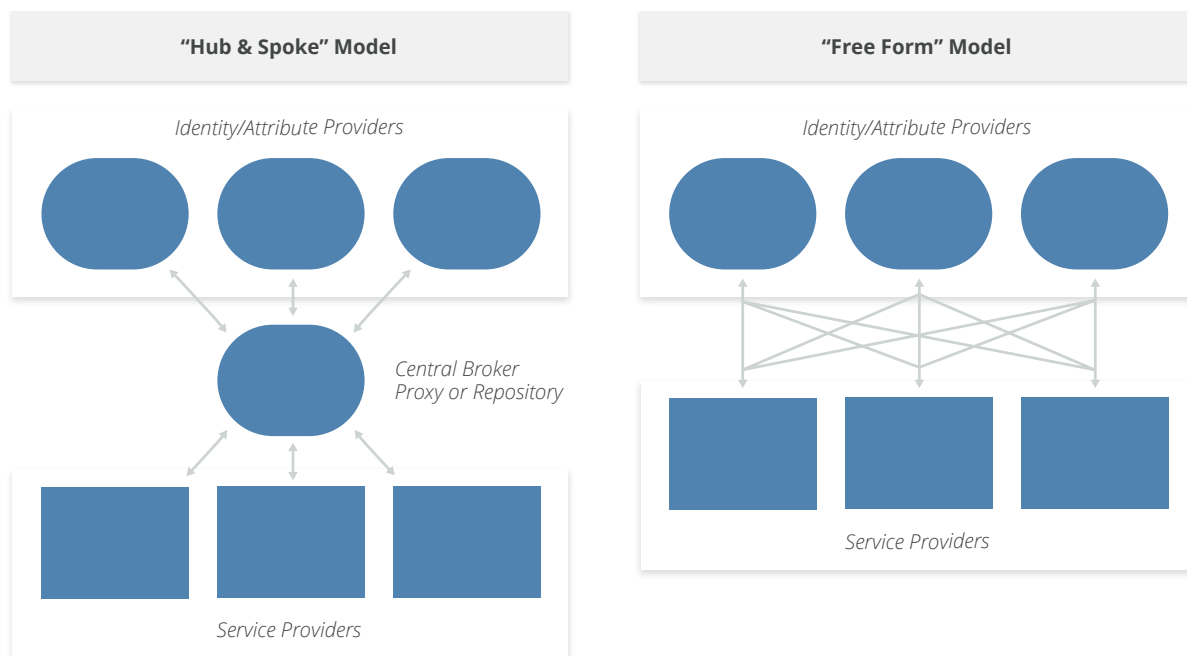 “Hub & Spoke” Model
Identity/Attribute Providers
Central Broker
Proxy or Repository
Service Providers
“Free Form” Model
Identity/Attribute Providers
Service Providers